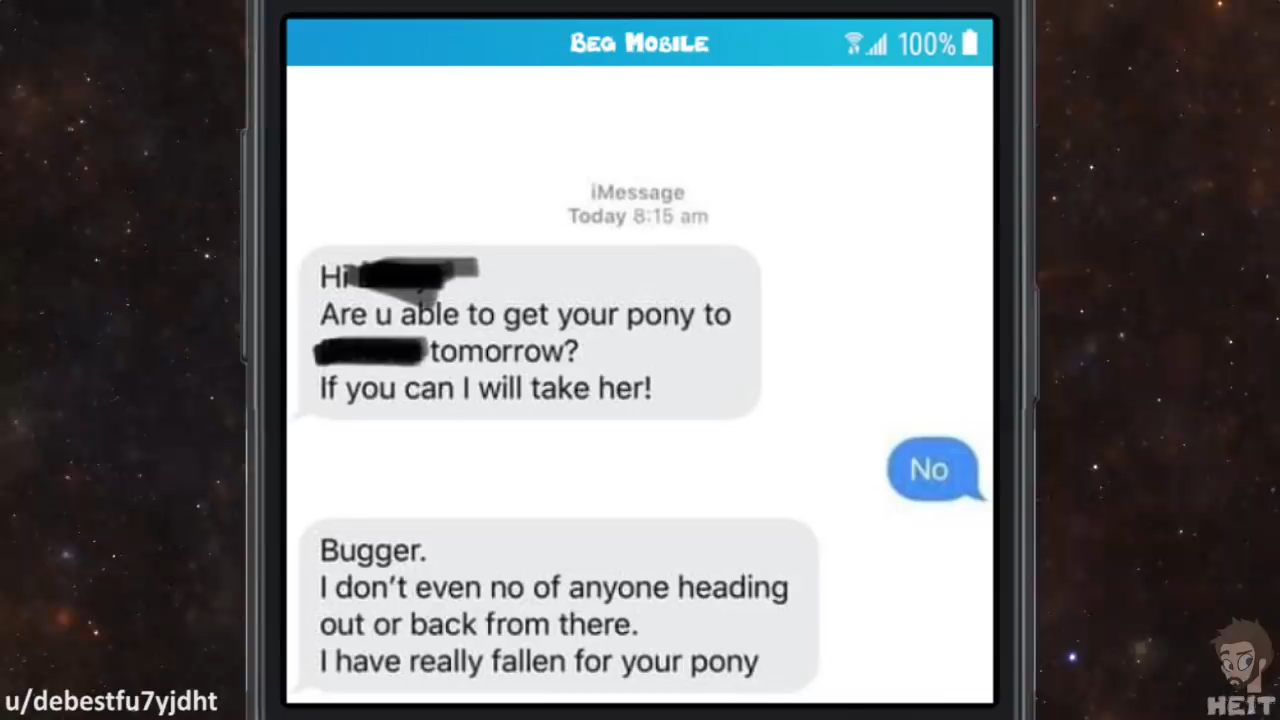 BEG MOBILE
100%
iMessage
Today 8:15 am
Hi
Are u able to get your pony to
tomorrow?
If you can I will take her!
No
Bugger.
I don't even no of anyone heading
out or back from there.
I have really fallen for your pony
u/debestfu7yjdht
HEIT